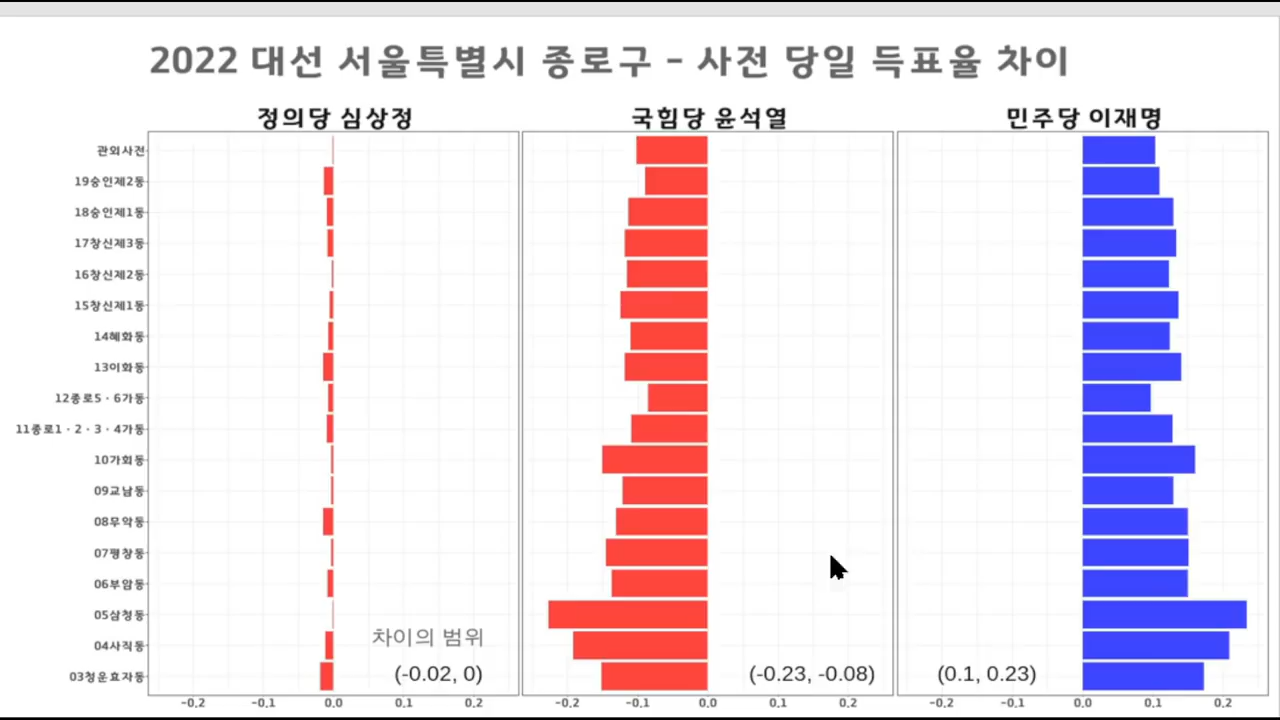 2022 대선 서울특별시 종로구 - 사전 당일 득표율 차이
정의당 심상정
국힘당 윤석열
민주당 이재명
관외사전
19숭인제2동
18숭인제1동
17창신제3동
16창신제2동
15창신제1동
14혜화동
13이화동
12종로5 · 6가동
11종로1 · 2 · 3 · 4가동
10가회동
09교남동
08무악동
07평창동
06부암동
05삼청동
04사직동
03청운효자동
차이의 범위
(-0.02, 0)
(-0.23, -0.08)
(0.1, 0.23)
-0.2 -0.1 0.0 0.1 0.2
-0.2 -0.1 0.0 0.1 0.2
-0.2 -0.1 0.0 0.1 0.2